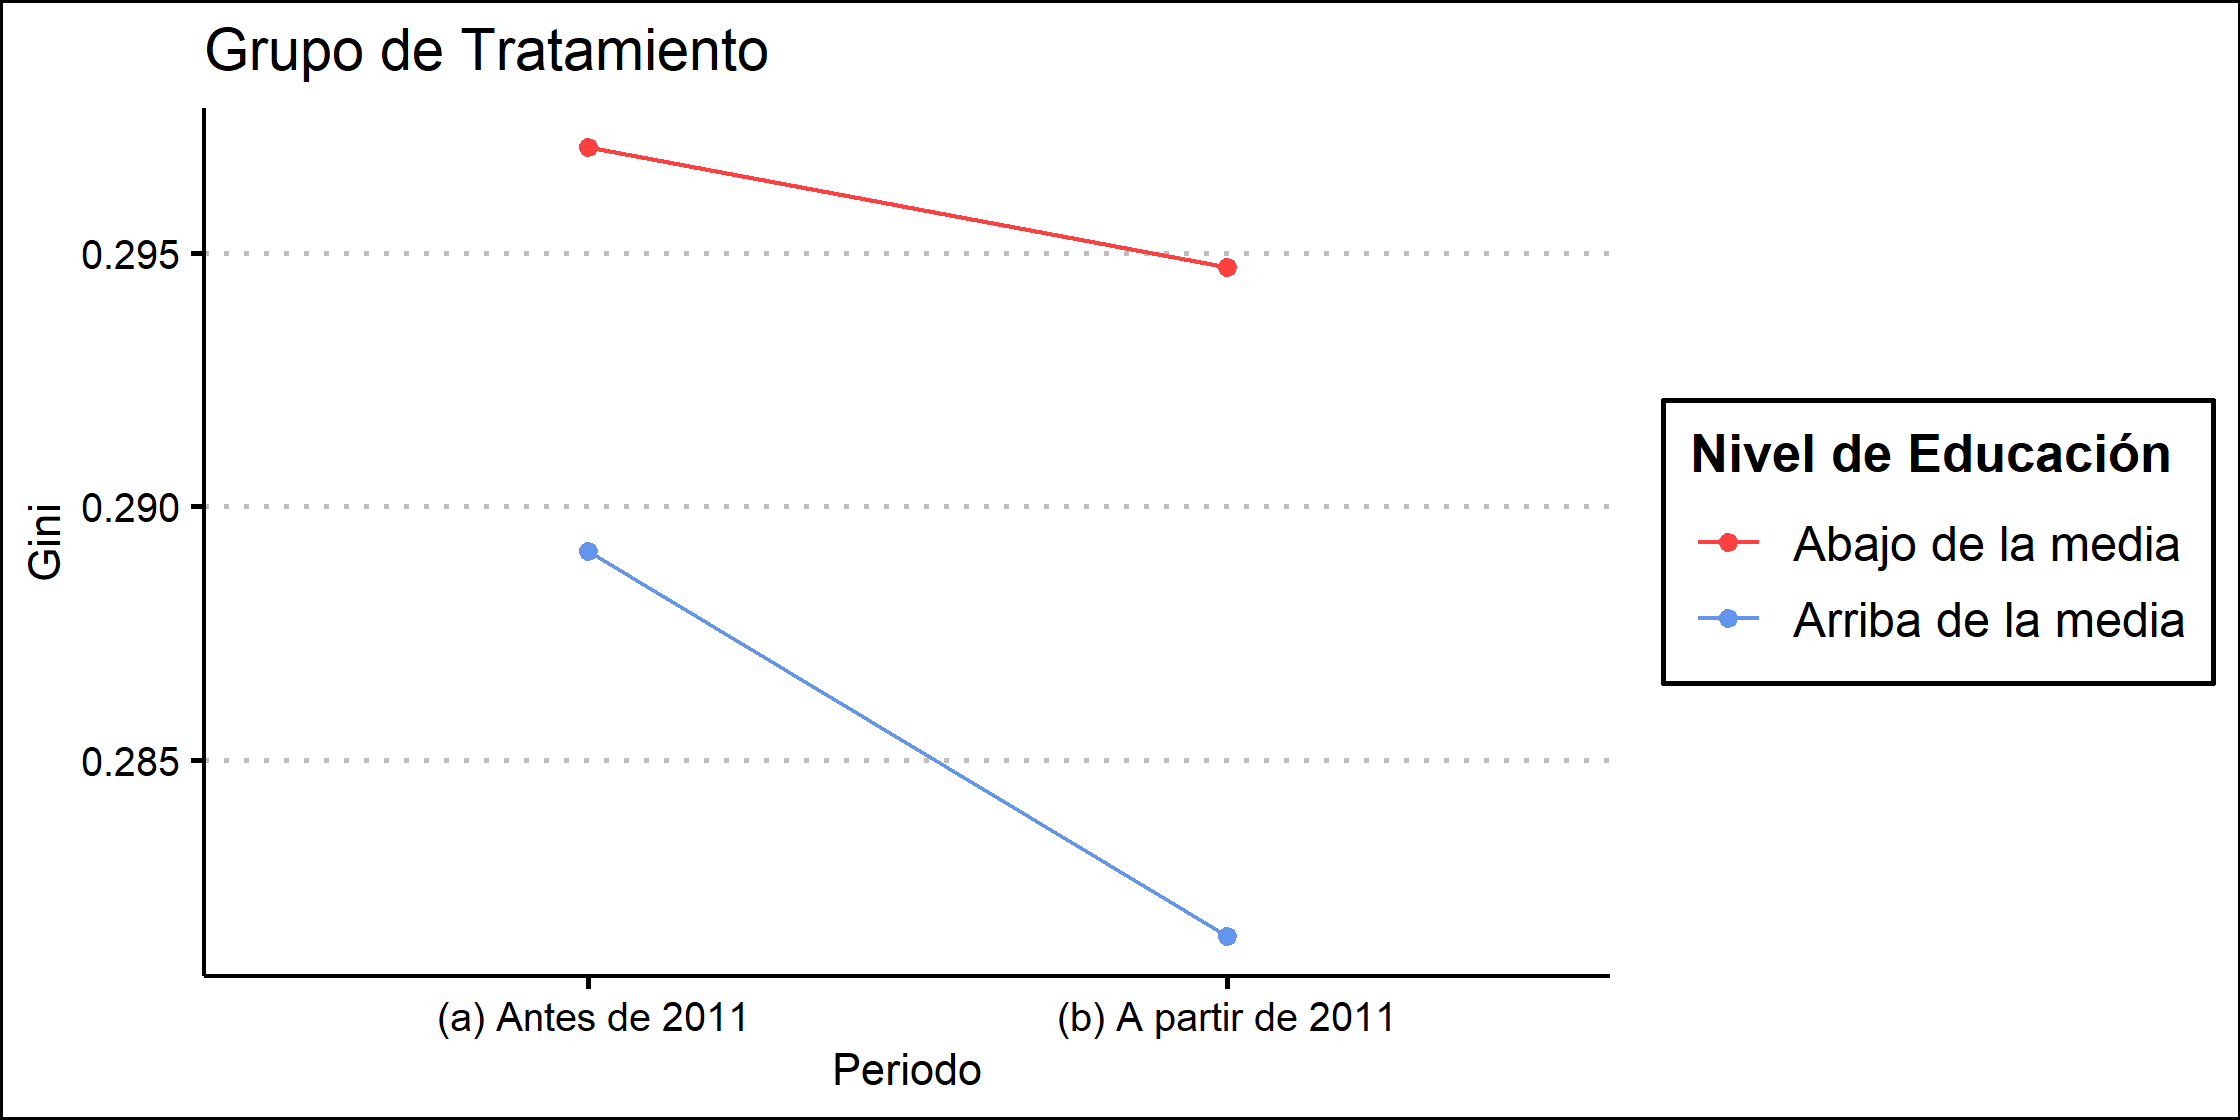 Grupo de Tratamiento
0.295
0.290
0.285
Gini
(a) Antes de 2011
(b) A partir de 2011
Periodo
Nivel de Educación
Abajo de la media
Arriba de la media